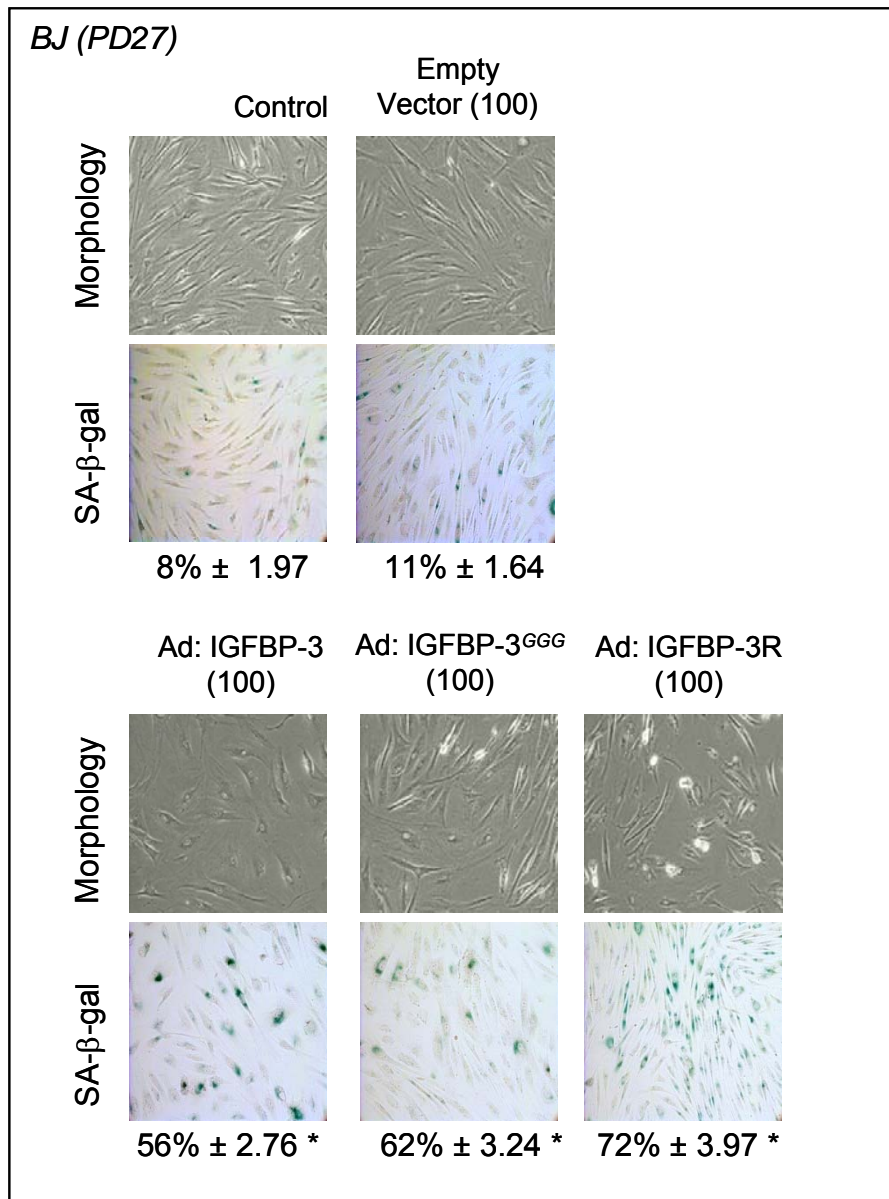 BJ (PD27)
Control
Empty
Vector (100)
Morphology
SA-β-gal
8% ± 1.97
11% ± 1.64
Ad: IGFBP-3
(100)
Ad: IGFBP-3GGG
(100)
Ad: IGFBP-3R
(100)
Morphology
SA-β-gal
56% ± 2.76 *
62% ± 3.24 *
72% ± 3.97 *